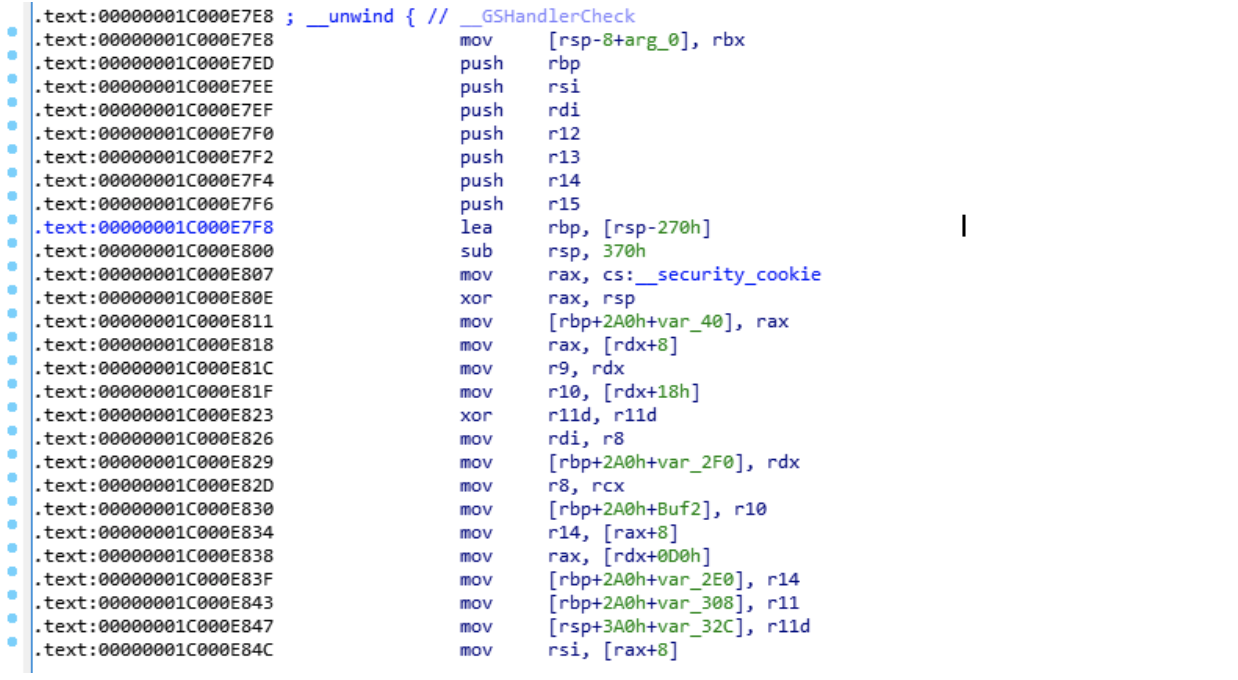 .text:00000001C000E7E8 ; __unwind { // __GSHandlerCheck
.text:00000001C000E7E8 mov [rsp-8+arg_0], rbx
.text:00000001C000E7ED push rbp
.text:00000001C000E7EE push rsi
.text:00000001C000E7EF push rdi
.text:00000001C000E7F0 push r12
.text:00000001C000E7F2 push r13
.text:00000001C000E7F4 push r14
.text:00000001C000E7F6 push r15
.text:00000001C000E7F8 lea rbp, [rsp-270h]
.text:00000001C000E800 sub rsp, 370h
.text:00000001C000E807 mov rax, cs:__security_cookie
.text:00000001C000E80E xor rax, rsp
.text:00000001C000E811 mov [rbp+2A0h+var_40], rax
.text:00000001C000E818 mov rax, [rdx+8]
.text:00000001C000E81C mov r9, rdx
.text:00000001C000E81F mov r10, [rdx+18h]
.text:00000001C000E823 xor r11d, r11d
.text:00000001C000E826 mov rdi, r8
.text:00000001C000E829 mov [rbp+2A0h+var_2F0], rdx
.text:00000001C000E82D mov r8, rcx
.text:00000001C000E830 mov [rbp+2A0h+Buf2], r10
.text:00000001C000E834 mov r14, [rax+8]
.text:00000001C000E838 mov rax, [rdx+0D0h]
.text:00000001C000E83F mov [rbp+2A0h+var_2E0], r14
.text:00000001C000E843 mov [rbp+2A0h+var_308], r11
.text:00000001C000E847 mov [rsp+3A0h+var_32C], r11d
.text:00000001C000E84C mov rsi, [rax+8]